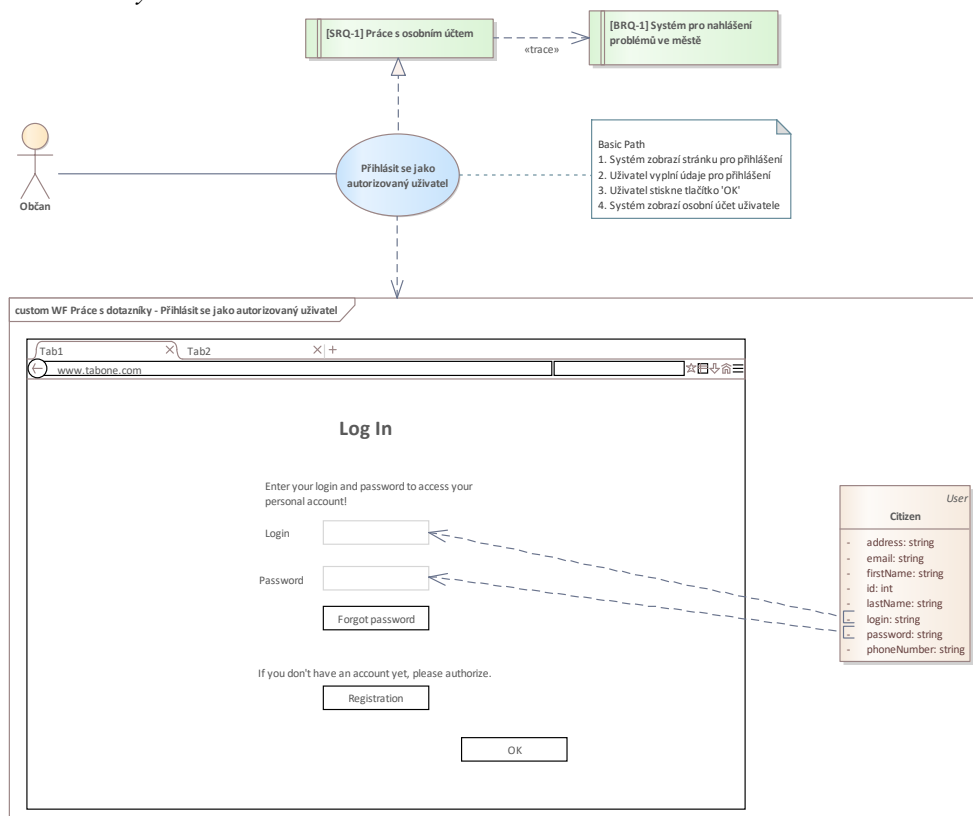 [SRQ-1] Práce s osobním účtem
[BRQ-1] Systém pro nahlášení
problémů ve městě
«trace»
Občan
Přihlásit se jako
autorizovaný uživatel
Basic Path
1. Systém zobrazí stránku pro přihlášení
2. Uživatel vyplní údaje pro přihlášení
3. Uživatel stiskne tlačítko 'OK'
4. Systém zobrazí osobní účet uživatele
custom WF Práce s dotazníky - Přihlásit se jako autorizovaný uživatel
Tab1
Tab2
www.tabone.com
Log In
Enter your login and password to access your
personal account!
Login
Password
Forgot password
If you don't have an account yet, please authorize.
Registration
OK
User
Citizen
- address: string
- email: string
- firstName: string
- id: int
- lastName: string
- login: string
- password: string
- phoneNumber: string